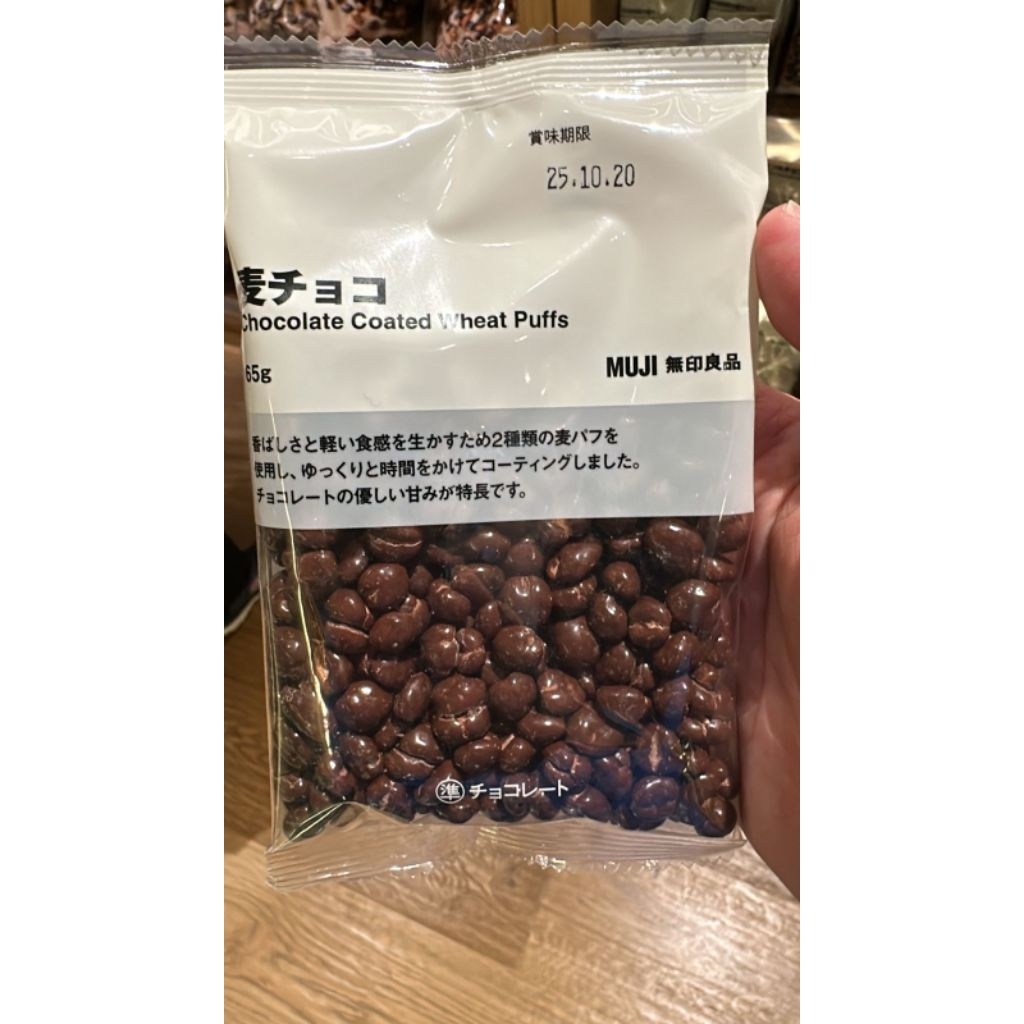 賞味期限
25.10.20
麦チョコ
Chocolate Coated Wheat Puffs
65g
MUJI 無印良品
香ばしさと軽い食感を生かすため2種類の麦パフを
使用し、ゆっくりと時間をかけてコーティングしました。
チョコレートの優しい甘みが特長です。
準 チョコレート